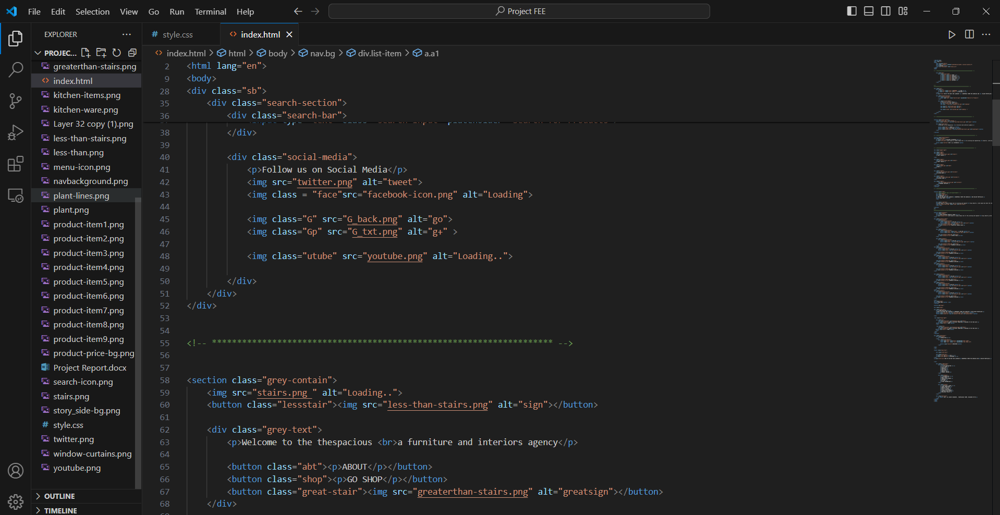 File Edit Selection View Go Run Terminal Help
Project FEE
EXPLORER
PROJEC...
greaterthan-stairs.png
index.html
kitchen-items.png
kitchen-ware.png
Layer 32 copy (1).png
less-than-stairs.png
less-than.png
menu-icon.png
navbackground.png
plant-lines.png
plant.png
product-item1.png
product-item2.png
product-item3.png
product-item4.png
product-item5.png
product-item6.png
product-item7.png
product-item8.png
product-item9.png
product-price-bg.png
Project Report.docx
search-icon.png
stairs.png
story_side-bg.png
style.css
twitter.png
window-curtains.png
youtube.png
OUTLINE
TIMELINE
# style.css <> index.html
<> index.html > html > body > nav.bg > div.list-item > a.a1
2 <html lang="en">
9 <body>
28 <div class="sb">
35 <div class="search-section">
36 <div class="search-bar">
38 </div>
39
40 <div class="social-media">
41 <p>Follow us on Social Media</p>
42 <img src="twitter.png" alt="tweet">
43 <img class = "face"src="facebook-icon.png" alt="Loading">
44
45 <img class="G" src="G_back.png" alt="go">
46 <img class="Gp" src="G_txt.png" alt="g+" >
47
48 <img class="utube" src="youtube.png" alt="Loading..">
49
50 </div>
51 </div>
52 </div>
53
54
55 <!-- ******************************************************************** -->
56
57
58 <section class="grey-contain">
59 <img src="stairs.png " alt="Loading..">
60 <button class="lessstair"><img src="less-than-stairs.png" alt="sign"></button>
61
62 <div class="grey-text">
63 <p>Welcome to the thespacious <br>a furniture and interiors agency</p>
64
65 <button class="abt"><p>ABOUT</p></button>
66 <button class="shop"><p>GO SHOP</p></button>
67 <button class="great-stair"><img src="greaterthan-stairs.png" alt="greatsign"></button>
68 </div>